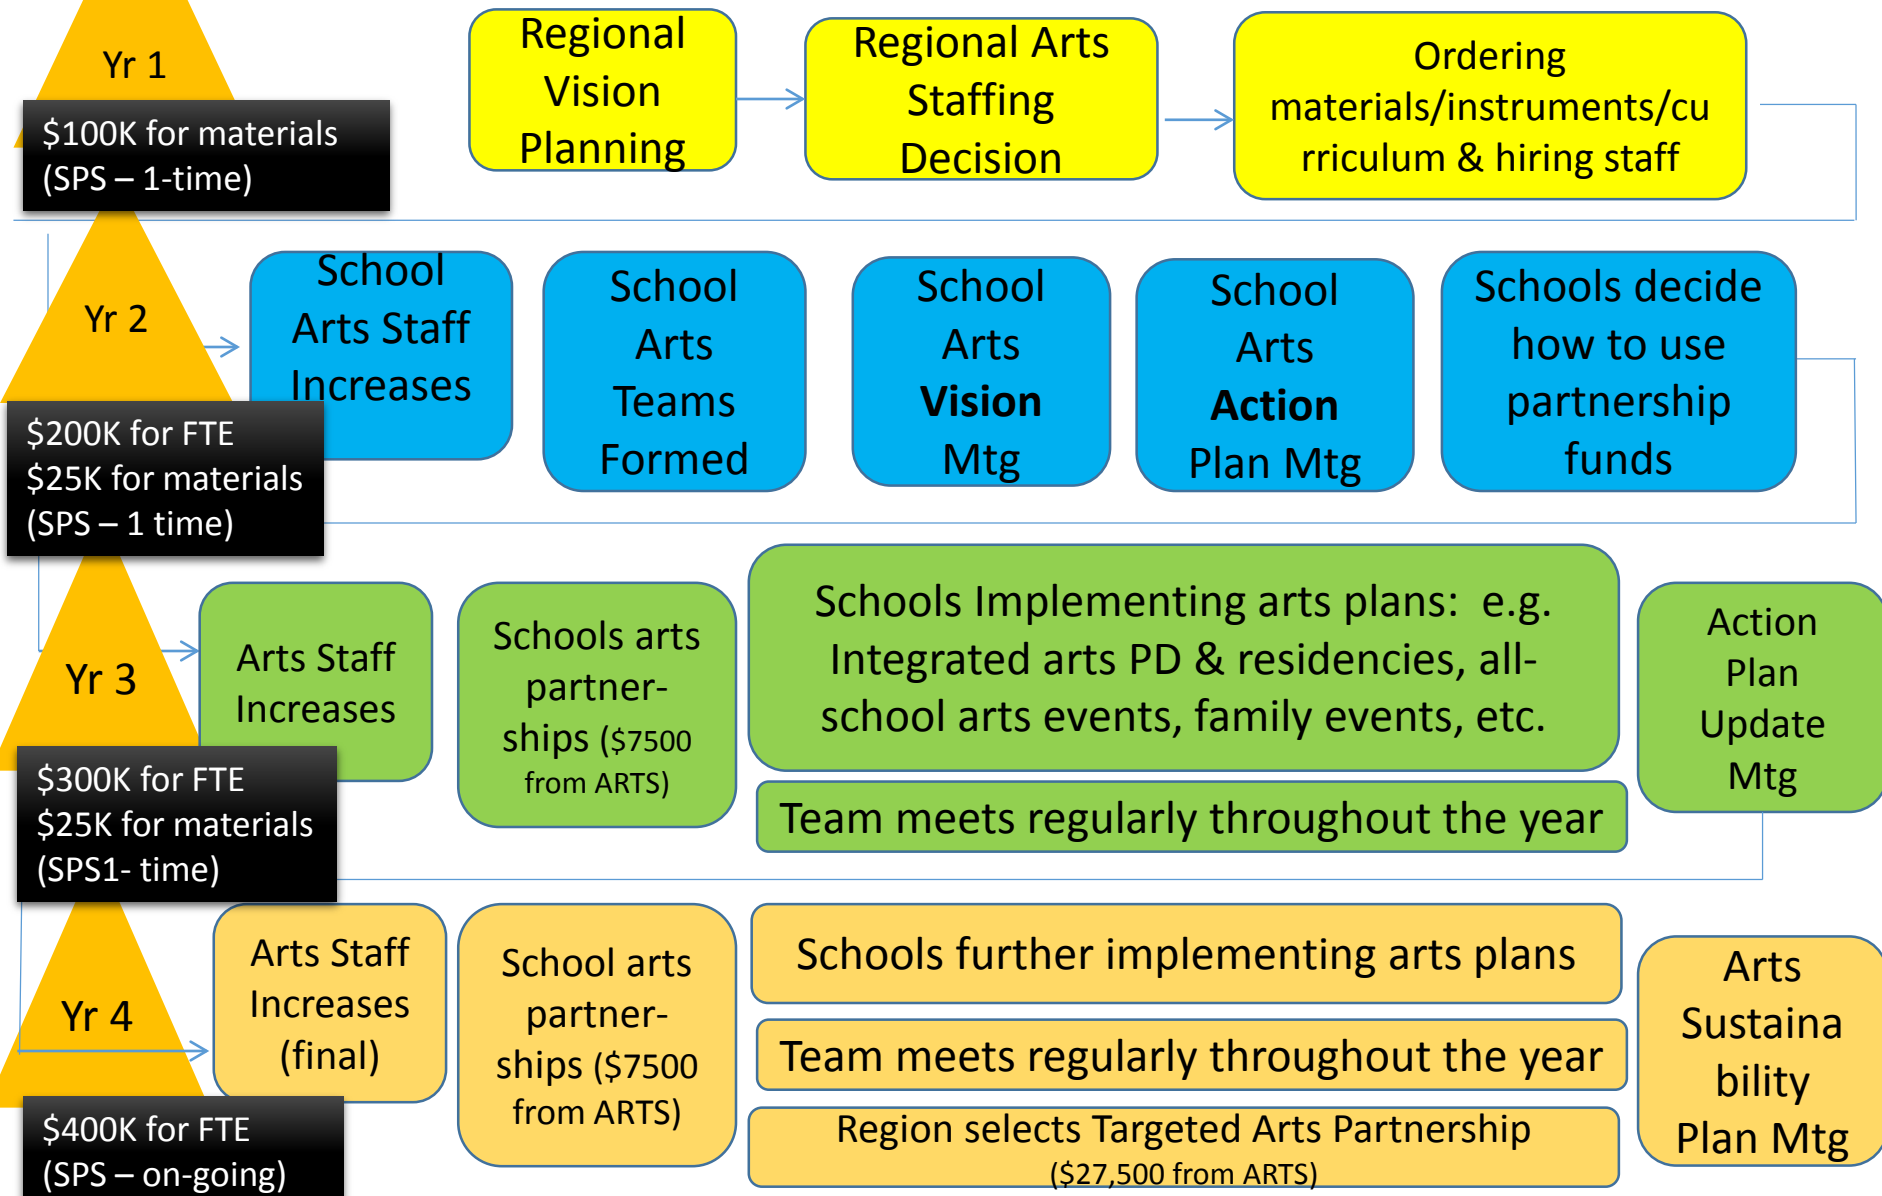 Yr 1
$100K for materials
(SPS – 1-time)
Regional
Vision
Planning
Regional Arts
Staffing
Decision
Ordering
materials/instruments/cu
rriculum & hiring staff
Yr 2
$200K for FTE
$25K for materials
(SPS – 1 time)
School
Arts Staff
Increases
School
Arts
Teams
Formed
School
Arts
Vision
Mtg
School
Arts
Action
Plan Mtg
Schools decide
how to use
partnership
funds
Yr 3
$300K for FTE
$25K for materials
(SPS1- time)
Arts Staff
Increases
Schools arts
partner-
ships ($7500
from ARTS)
Schools Implementing arts plans:  e.g.
Integrated arts PD & residencies, all-
school arts events, family events, etc.
Team meets regularly throughout the year
Action
Plan
Update
Mtg
Yr 4
$400K for FTE
(SPS – on-going)
Arts Staff
Increases
(final)
School arts
partner-
ships ($7500
from ARTS)
Schools further implementing arts plans
Team meets regularly throughout the year
Region selects Targeted Arts Partnership
($27,500 from ARTS)
Arts
Sustaina
bility
Plan Mtg